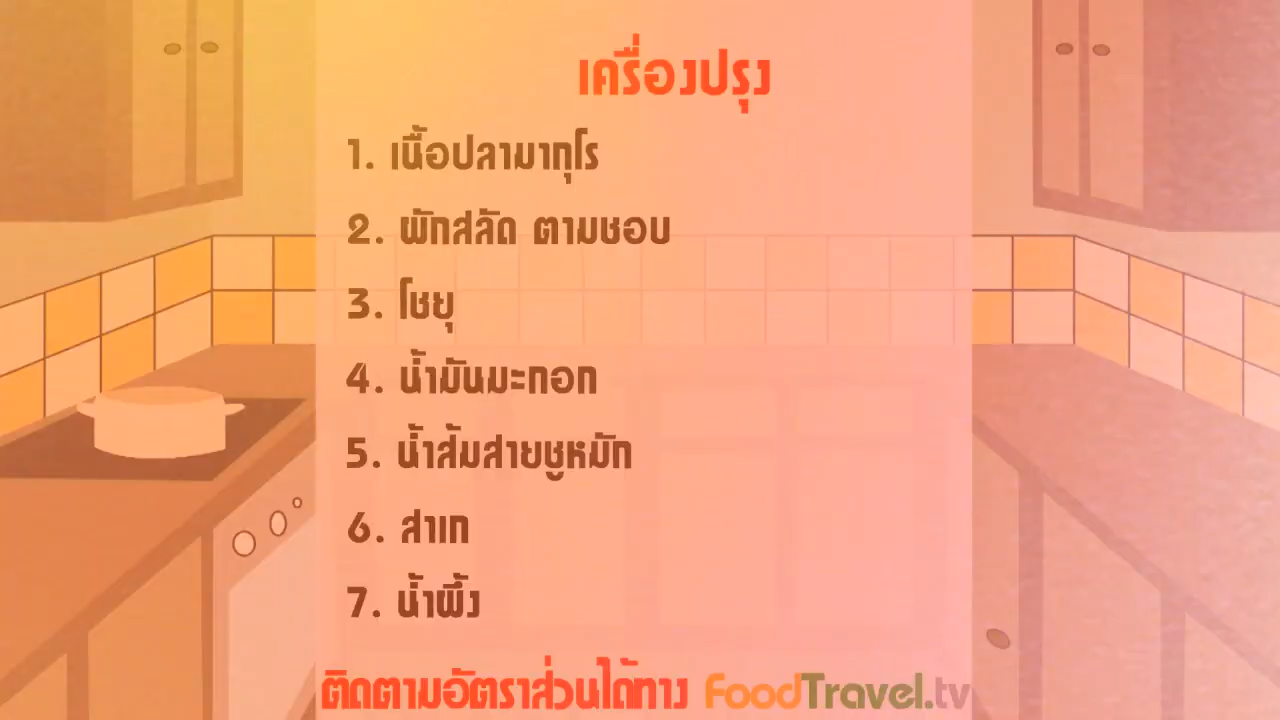 เครื่องปรุง
1. เนื้อปลามากุโร
2. ผักสลัด ตามชอบ
3. โชยุ
4. น้ำมันมะกอก
5. น้ำส้มสายชูหมัก
6. สาเก
7. น้ำผึ้ง
ติดตามอัตราส่วนได้ทาง FoodTravel.tv